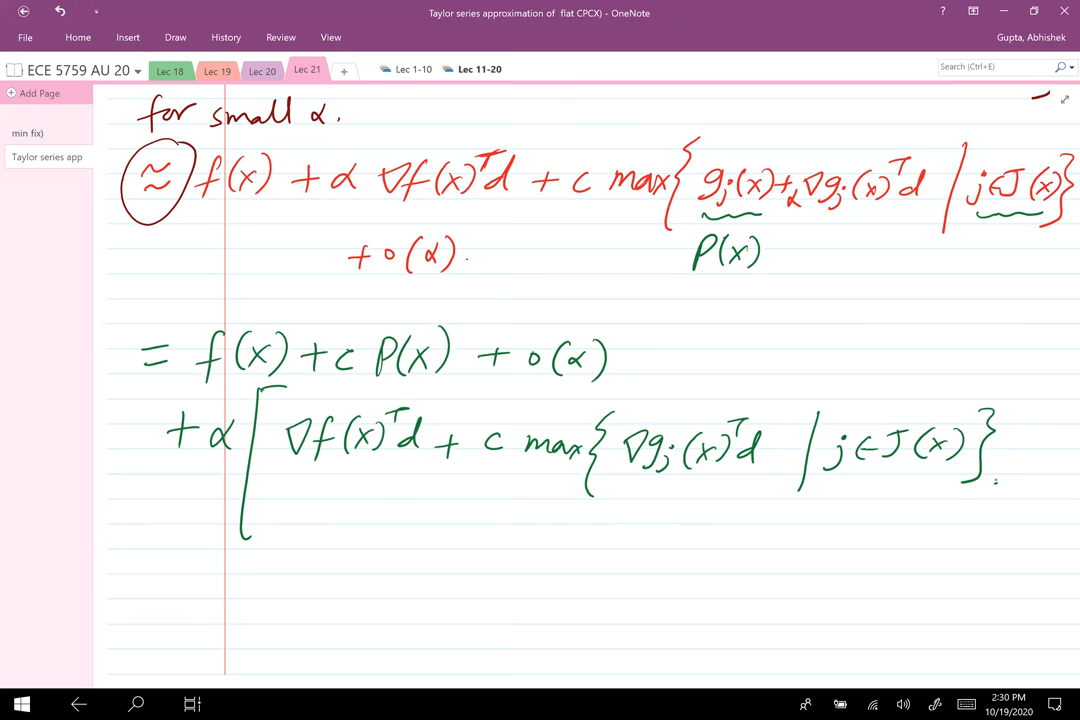 Taylor series approximation of flat CPCX) - OneNote
File Home Insert Draw History Review View
Gupta, Abhishek
ECE 5759 AU 20
Lec 18 Lec 19 Lec 20 Lec 21 + Lec 1-10 Lec 11-20
Search (Ctrl+E)
Add Page
min fix)
Taylor series app
for small α.
≈ f(x) + α ∇f(x)ᵀd + c max{ gⱼ(x) + α ∇gⱼ(x)ᵀd | j∈J(x)}
P(x)
+ o(α).
= f(x) + c P(x) + o(α)
+ α [ ∇f(x)ᵀd + c max{ ∇gⱼ(x)ᵀd | j∈J(x)}
2:30 PM
10/19/2020